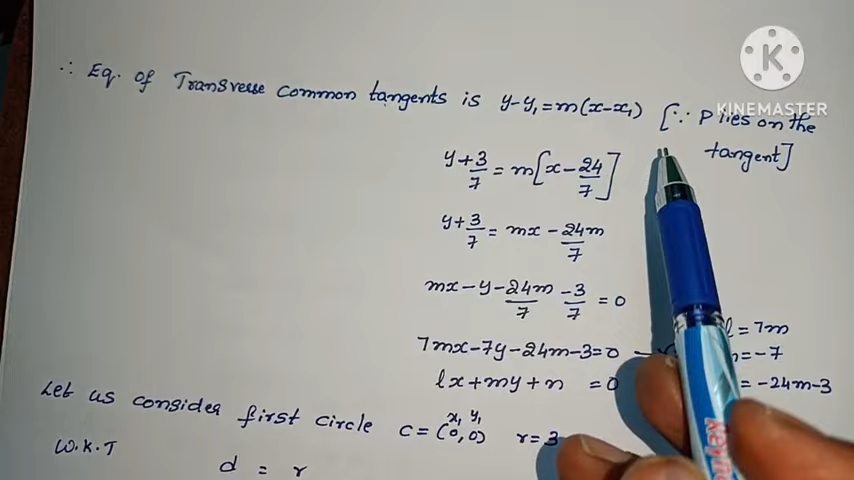 ∴ Eq. of Transverse common tangents is y-y₁=m(x-x₁) [∵ P lies on the tangent]
y+3/7 = m[x-24/7]
y+3/7 = mx - 24m/7
mx-y-24m/7-3/7 = 0
7mx-7y-24m-3=0
l=7m
=-7
lx+my+n = 0
= -24m-3
Let us consider first circle c = (0, 0) r=3
x₁ y₁
W.K.T
d = r
K
KINEMASTER